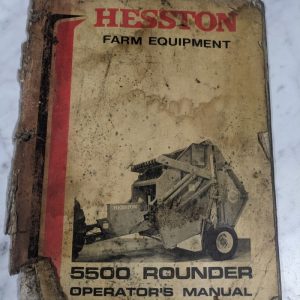 HESSTON
FARM EQUIPMENT
HESSTON
5500 ROUNDER
OPERATOR'S MANUAL